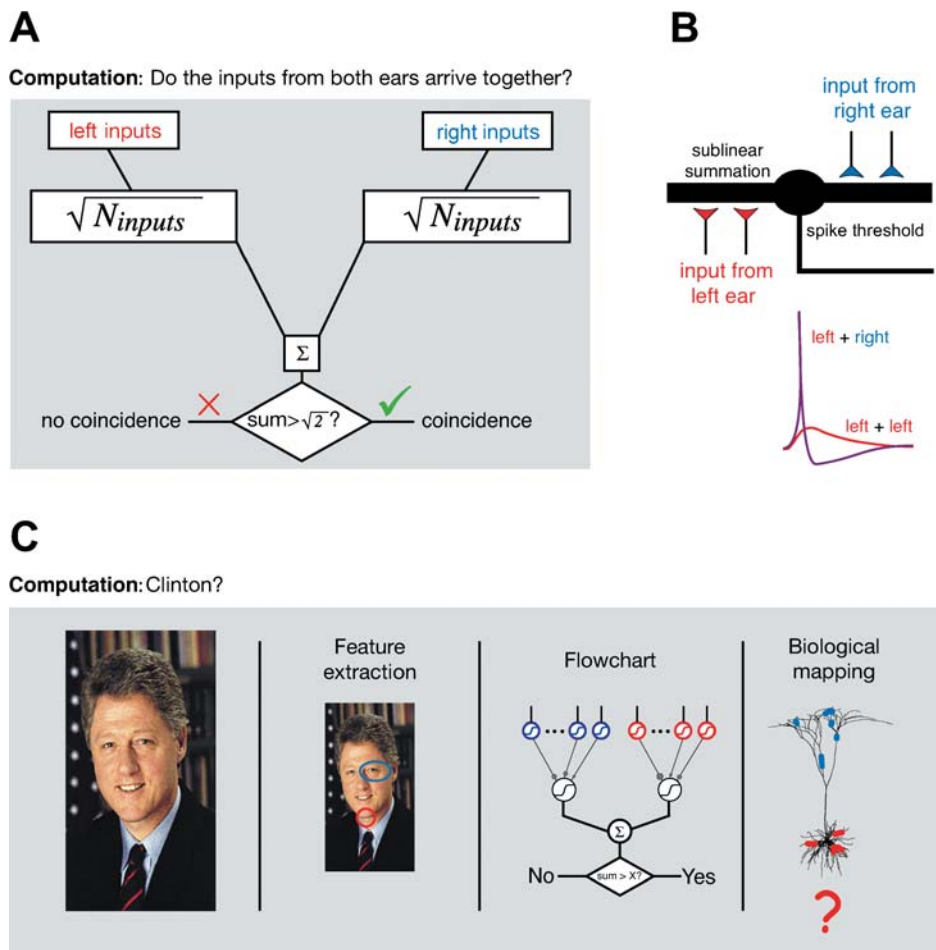 A
Computation: Do the inputs from both ears arrive together?
left inputs
right inputs
√Ninputs
√Ninputs
Σ
sum>√2 ?
no coincidence
coincidence
B
input from
right ear
sublinear
summation
spike threshold
input from
left ear
left + right
left + left
C
Computation: Clinton?
Feature
extraction
Flowchart
Σ
sum > X?
No
Yes
Biological
mapping
?